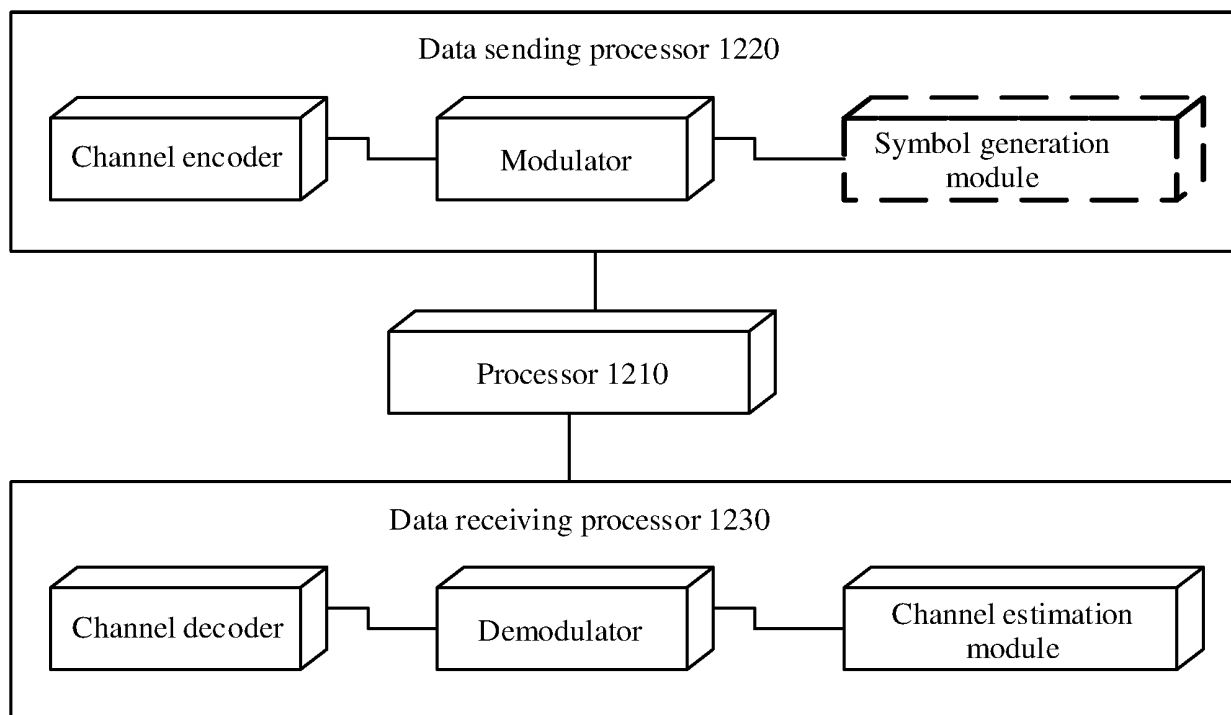 Data sending processor 1220
Channel encoder
Modulator
Symbol generation
module
Processor 1210
Data receiving processor 1230
Channel decoder
Demodulator
Channel estimation
module